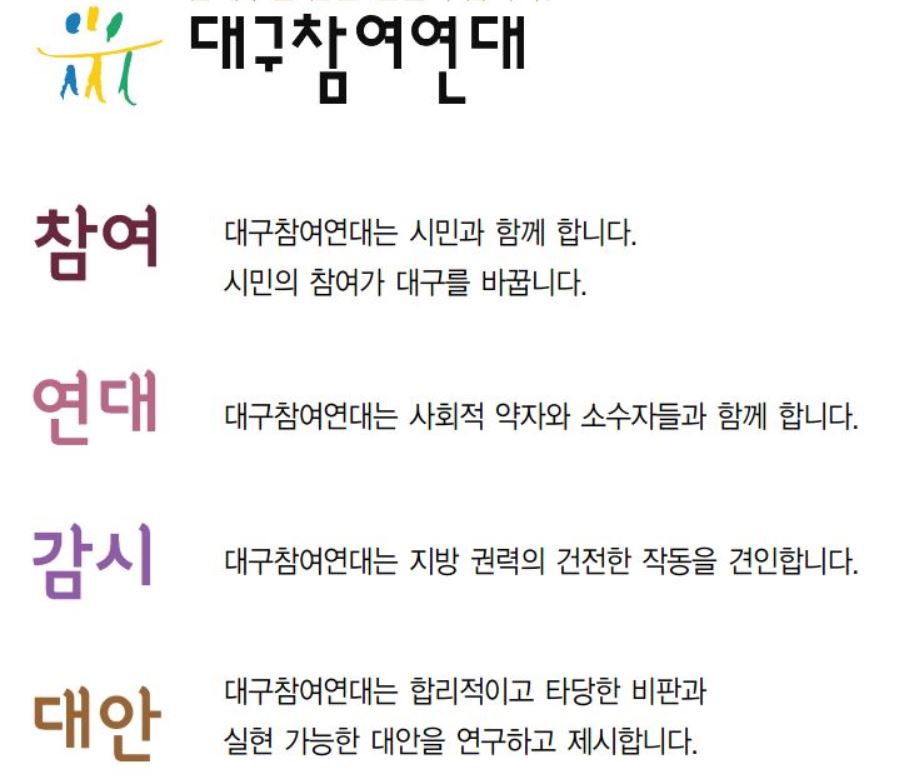 대구참여연대
참여
대구참여연대는 시민과 함께 합니다.
시민의 참여가 대구를 바꿉니다.
연대
대구참여연대는 사회적 약자와 소수자들과 함께 합니다.
감시
대구참여연대는 지방 권력의 건전한 작동을 견인합니다.
대안
대구참여연대는 합리적이고 타당한 비판과
실현 가능한 대안을 연구하고 제시합니다.